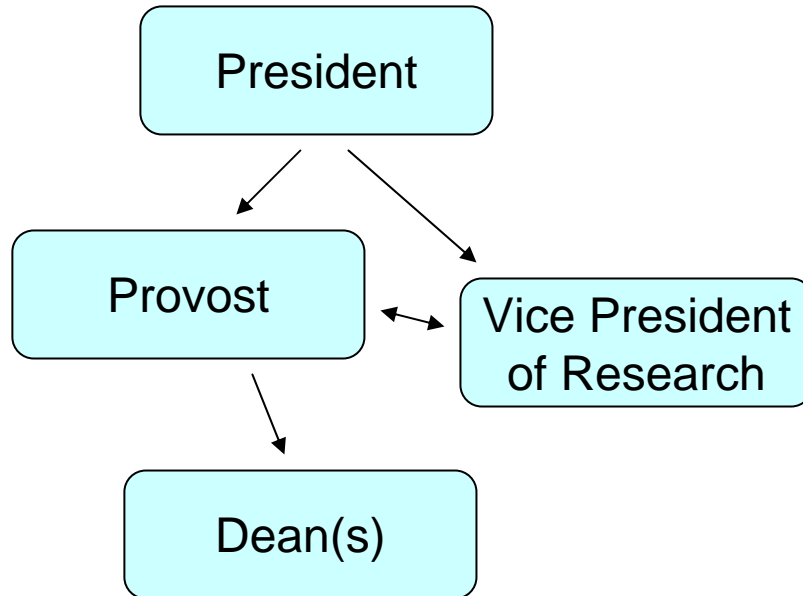 President
Provost
Vice President
of Research
Dean(s)